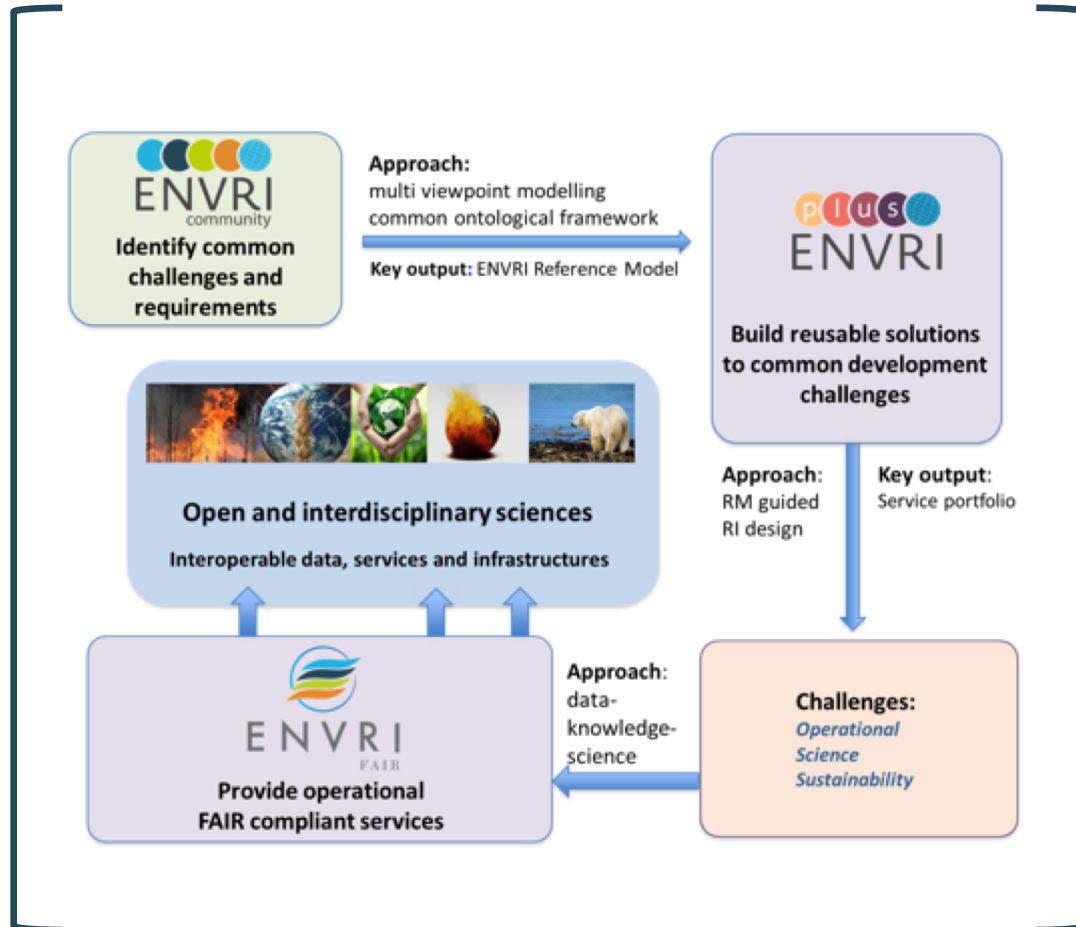 ENVRI
community
Identify common
challenges and
requirements
Approach:
multi viewpoint modelling
common ontological framework
Key output: ENVRI Reference Model
plus
ENVRI
Build reusable solutions
to common development
challenges
Approach:
RM guided
RI design
Key output:
Service portfolio
Challenges:
Operational
Science
Sustainability
Approach:
data-
knowledge-
science
ENVRI
FAIR
Provide operational
FAIR compliant services
Open and interdisciplinary sciences
Interoperable data, services and infrastructures